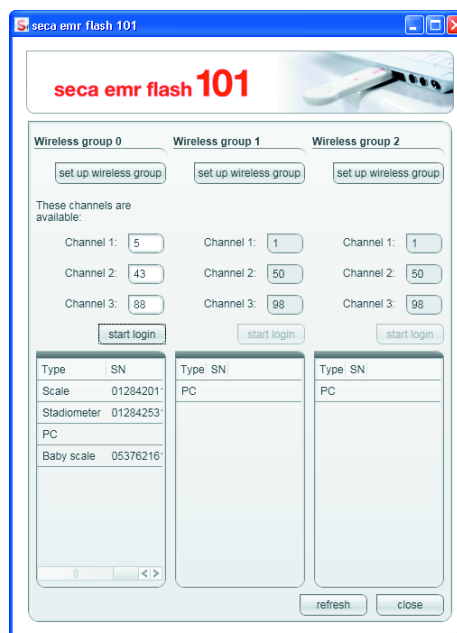 seca emr flash 101
seca emr flash 101
Wireless group 0
set up wireless group
These channels are
available:
Channel 1: 5
Channel 2: 43
Channel 3: 88
start login
Type SN
Scale 01284201
Stadiometer 01284253
PC
Baby scale 05376216
0
Wireless group 1
set up wireless group
Channel 1: 1
Channel 2: 50
Channel 3: 98
start login
Type SN
PC
Wireless group 2
set up wireless group
Channel 1: 1
Channel 2: 50
Channel 3: 98
start login
Type SN
PC
refresh close